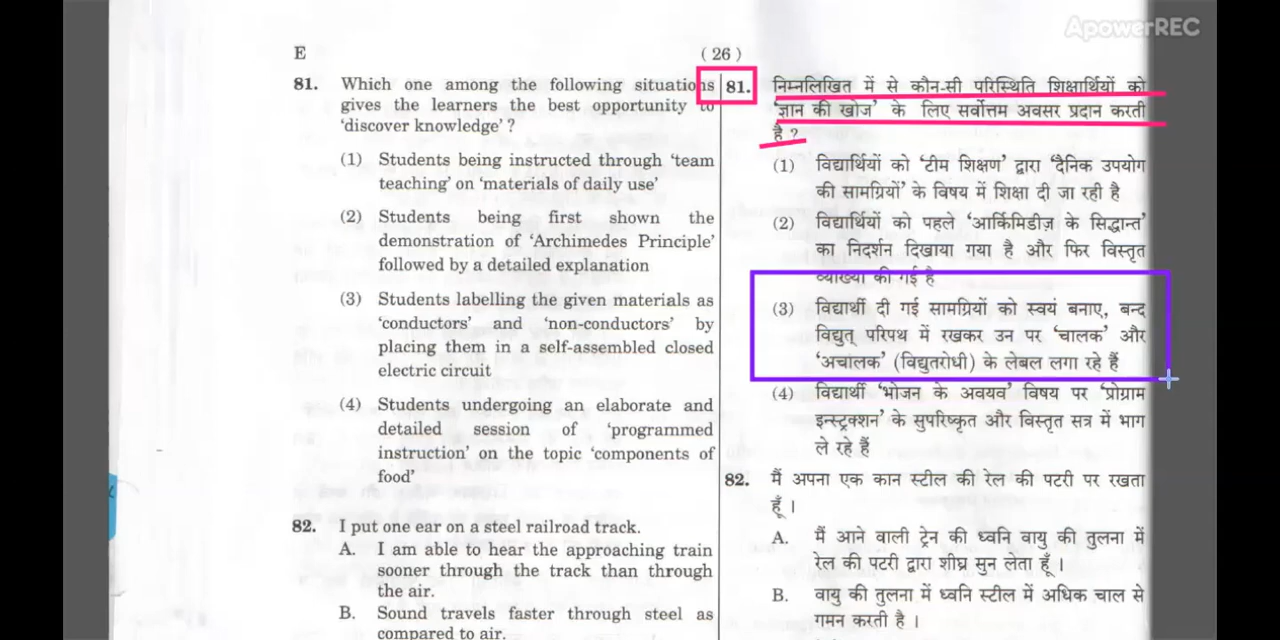 ApowerREC
E
( 26 )
81. Which one among the following situations
gives the learners the best opportunity to
‘discover knowledge’ ?
(1) Students being instructed through ‘team
teaching’ on ‘materials of daily use’
(2) Students being first shown the
demonstration of ‘Archimedes Principle’
followed by a detailed explanation
(3) Students labelling the given materials as
‘conductors’ and ‘non-conductors’ by
placing them in a self-assembled closed
electric circuit
(4) Students undergoing an elaborate and
detailed session of ‘programmed
instruction’ on the topic ‘components of
food’
82. I put one ear on a steel railroad track.
A. I am able to hear the approaching train
sooner through the track than through
the air.
B. Sound travels faster through steel as
compared to air.
81. निम्नलिखित में से कौन-सी परिस्थिति शिक्षार्थियों को
‘ज्ञान की खोज’ के लिए सर्वोत्तम अवसर प्रदान करती
है ?
(1) विद्यार्थियों को ‘टीम शिक्षण’ द्वारा ‘दैनिक उपयोग
की सामग्रियों’ के विषय में शिक्षा दी जा रही है
(2) विद्यार्थियों को पहले ‘आर्किमिडीज़ के सिद्धान्त’
का निदर्शन दिखाया गया है और फिर विस्तृत
व्याख्या की गई है
(3) विद्यार्थी दी गई सामग्रियों को स्वयं बनाए, बन्द
विद्युत् परिपथ में रखकर उन पर ‘चालक’ और
‘अचालक’ (विद्युतरोधी) के लेबल लगा रहे हैं
(4) विद्यार्थी ‘भोजन के अवयव’ विषय पर ‘प्रोग्राम
इन्स्ट्रक्शन’ के सुपरिष्कृत और विस्तृत सत्र में भाग
ले रहे हैं
82. मैं अपना एक कान स्टील की रेल की पटरी पर रखता
हूँ ।
A. मैं आने वाली ट्रेन की ध्वनि वायु की तुलना में
रेल की पटरी द्वारा शीघ्र सुन लेता हूँ ।
B. वायु की तुलना में ध्वनि स्टील में अधिक चाल से
गमन करती है ।